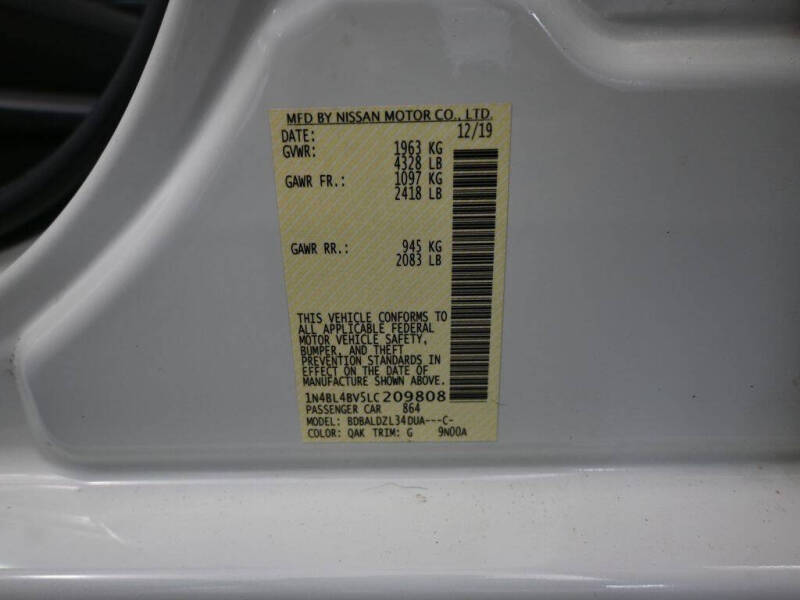 MFD BY NISSAN MOTOR CO., LTD.
DATE: 12/19
GVWR: 1963 KG
4328 LB
GAWR FR.: 1097 KG
2418 LB
GAWR RR.: 945 KG
2083 LB
THIS VEHICLE CONFORMS TO
ALL APPLICABLE FEDERAL
MOTOR VEHICLE SAFETY,
BUMPER, AND THEFT
PREVENTION STANDARDS IN
EFFECT ON THE DATE OF
MANUFACTURE SHOWN ABOVE.
1N4BL4BV5LC209808
PASSENGER CAR 864
MODEL: BDBALDZL34DUA---C-
COLOR: QAK TRIM: G 9N00A